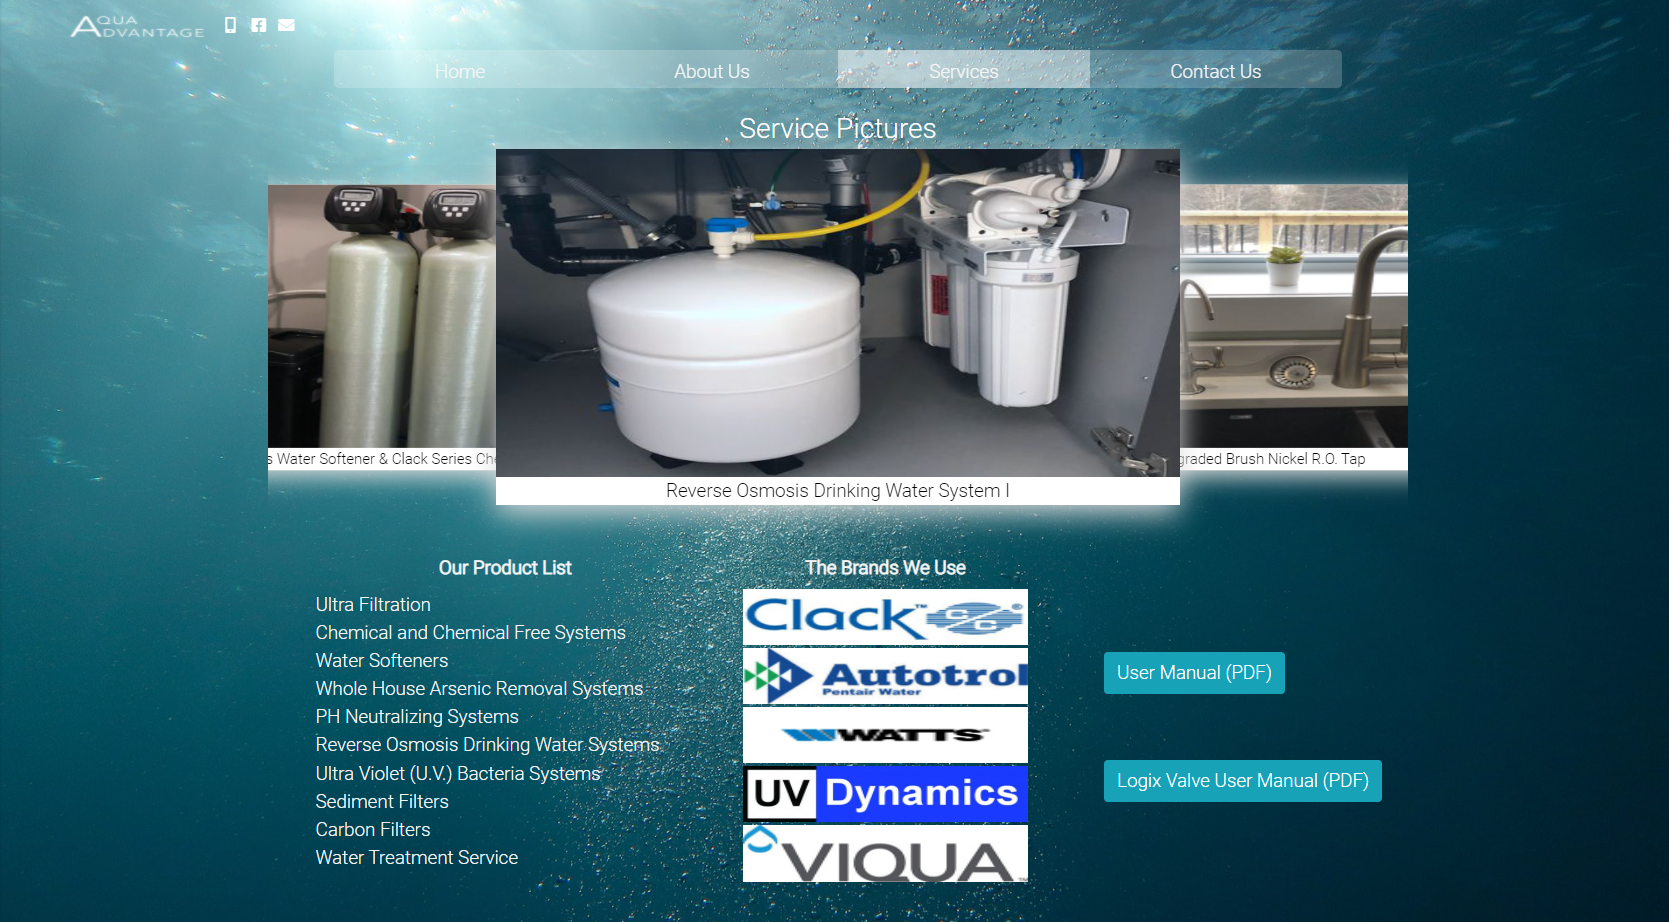 AQUA
ADVANTAGE
Home
About Us
Services
Contact Us
Service Pictures
s Water Softener & Clack Series Che
Reverse Osmosis Drinking Water System I
graded Brush Nickel R.O. Tap
Our Product List
Ultra Filtration
Chemical and Chemical Free Systems
Water Softeners
Whole House Arsenic Removal Systems
PH Neutralizing Systems
Reverse Osmosis Drinking Water Systems
Ultra Violet (U.V.) Bacteria Systems
Sediment Filters
Carbon Filters
Water Treatment Service
The Brands We Use
Clack™ C/C®
Autotrol
Pentair Water
WATTS®
UV Dynamics
VIQUA™
User Manual (PDF)
Logix Valve User Manual (PDF)